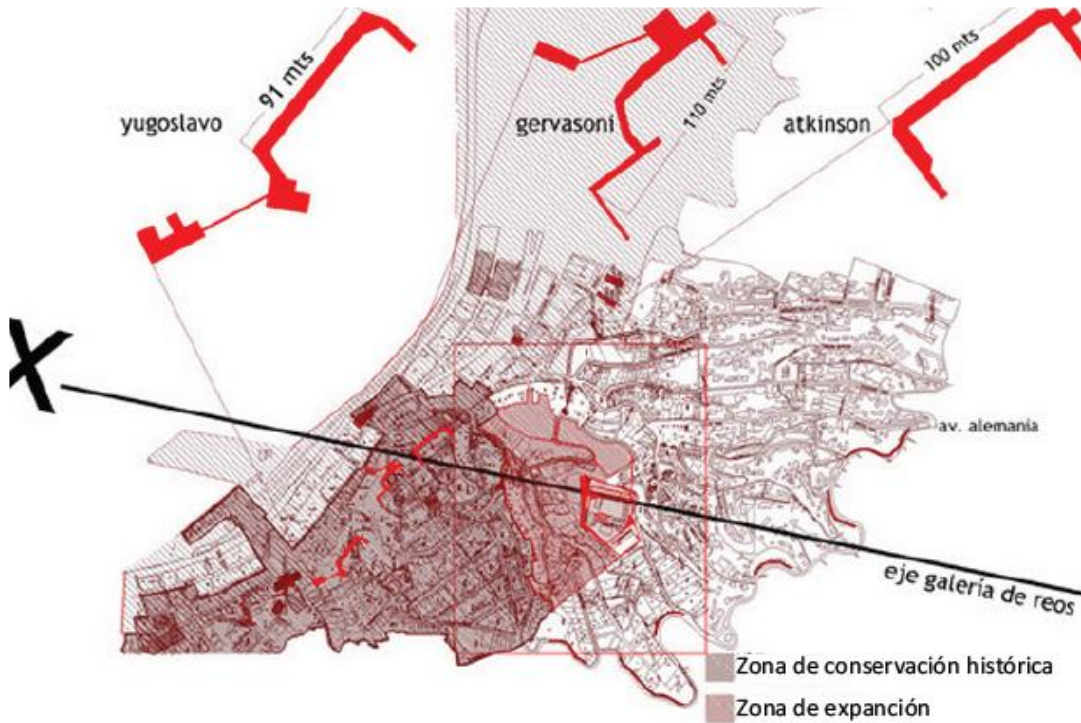 91 mts
yugoslavo
gervasoni
110 mts
100 mts
atkinson
X
av. alemania
eje galería de reos
Zona de conservación histórica
Zona de expanción